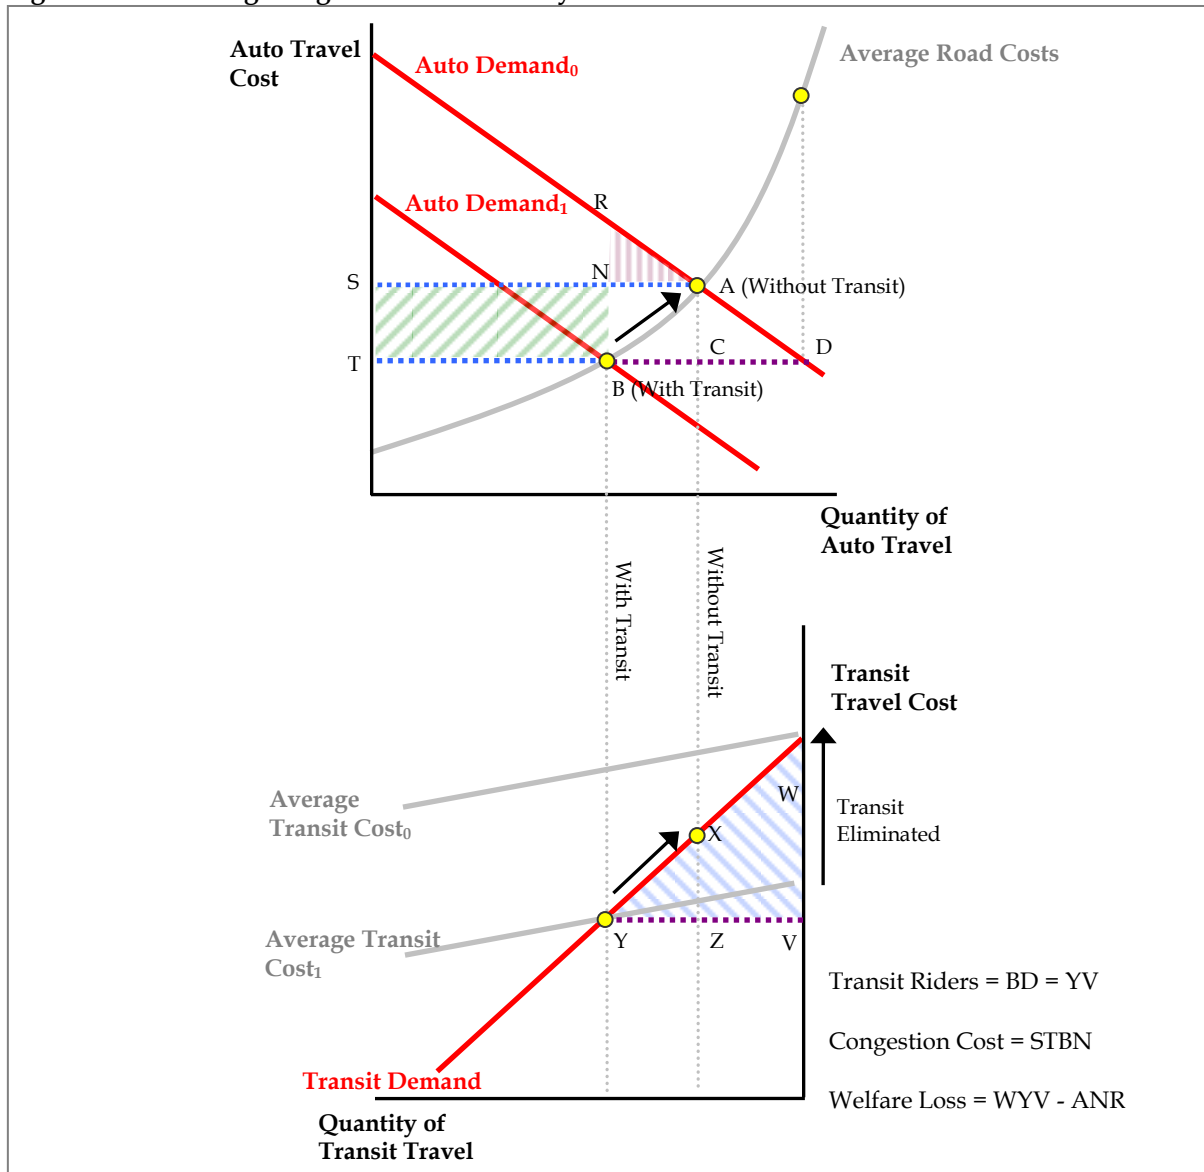 Auto Travel
Cost
Auto Demand₀
Average Road Costs
Auto Demand₁
R
S
N
A (Without Transit)
T
C
D
B (With Transit)
Quantity of
Auto Travel
With Transit
Without Transit
Transit
Travel Cost
Average
Transit Cost₀
W
Transit
Eliminated
X
Average Transit
Cost₁
Y
Z
V
Transit Riders = BD = YV
Congestion Cost = STBN
Transit Demand
Welfare Loss = WYV - ANR
Quantity of
Transit Travel